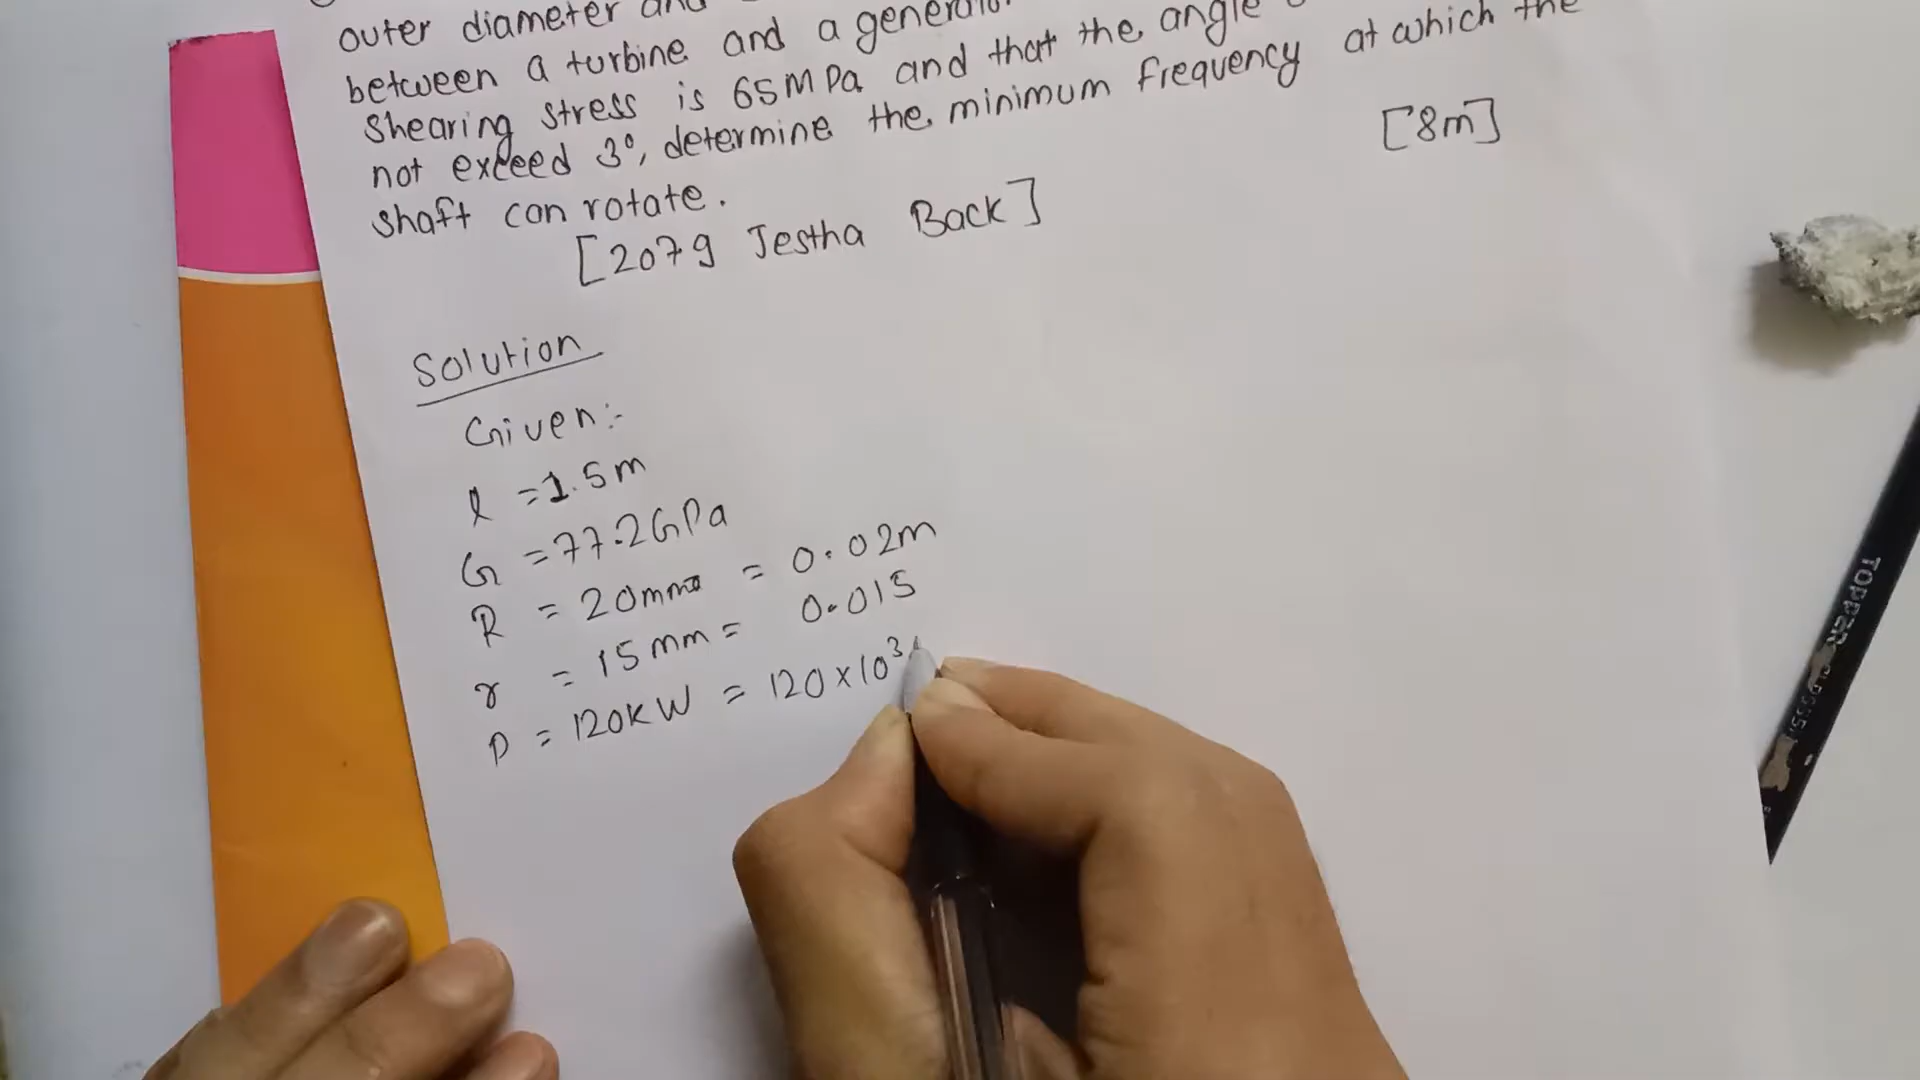 outer diameter and
between a turbine and a generator
shearing stress is 65MPa and that the angle
not exceed 3°, determine the minimum frequency at which the
shaft can rotate.
[8m]
[2079 Jestha Back]
Solution
Given:-
l = 1.5m
G = 77.2GPa
R = 20mm = 0.02m
r = 15mm = 0.015
P = 120KW = 120×10³
TOPPER